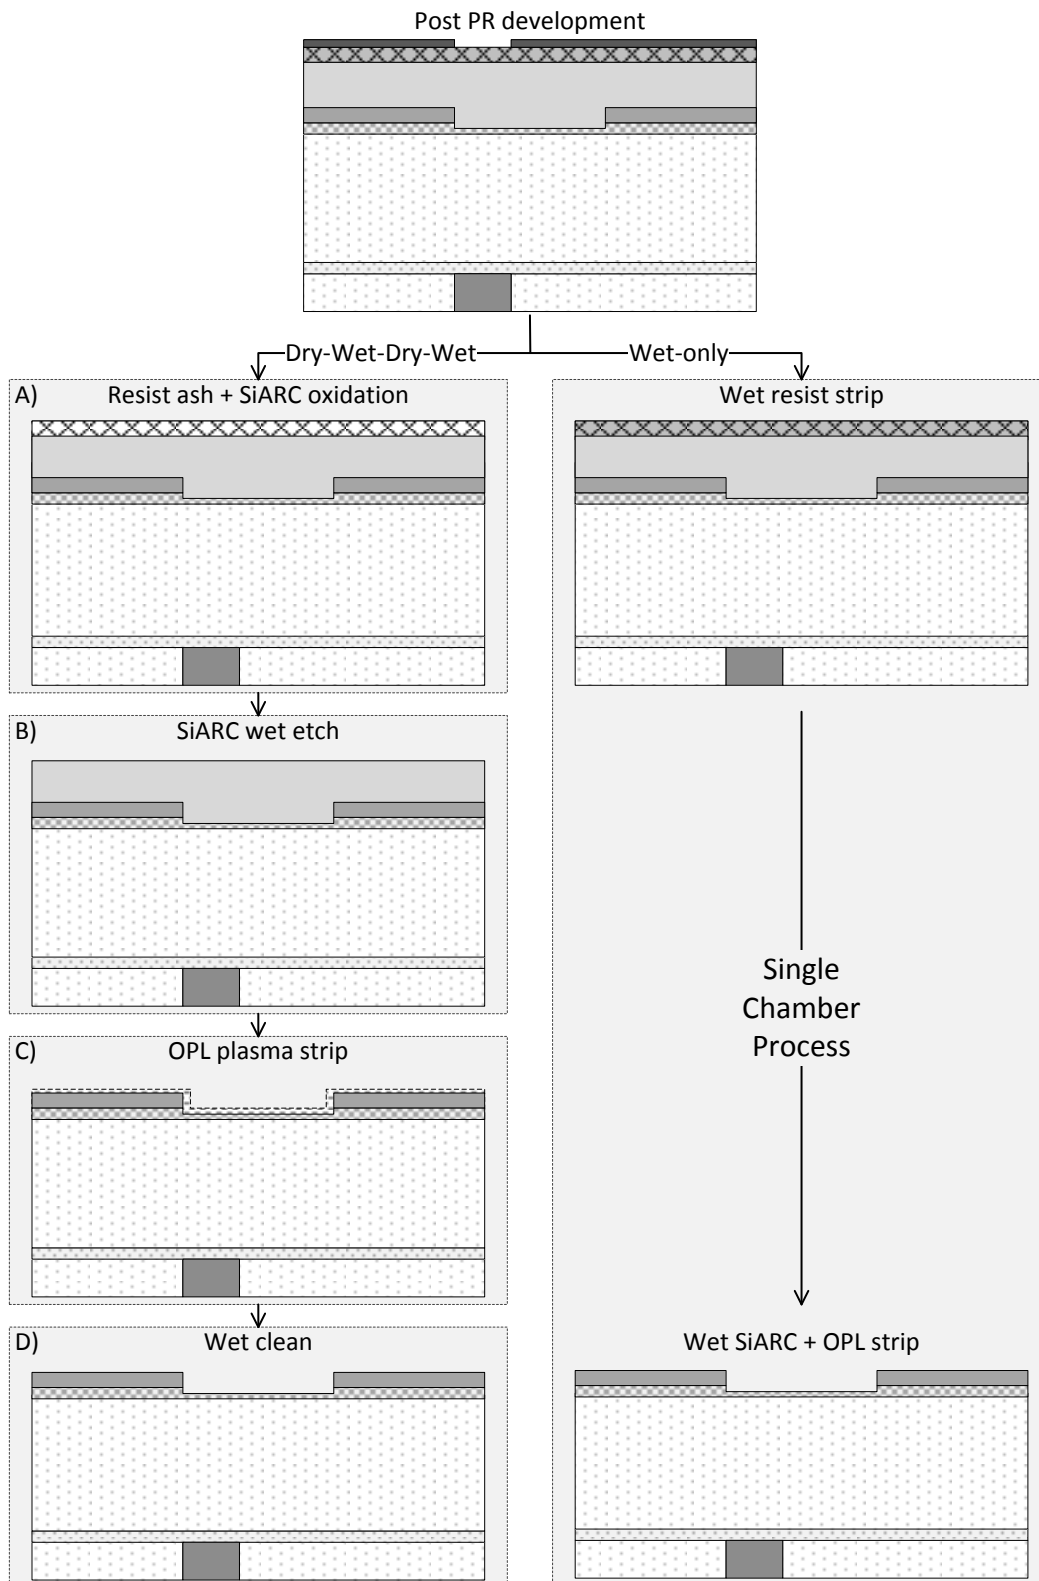 Post PR development
Dry-Wet-Dry-Wet
Wet-only
A)
Resist ash + SiARC oxidation
Wet resist strip
B)
SiARC wet etch
Single
Chamber
Process
C)
OPL plasma strip
D)
Wet clean
Wet SiARC + OPL strip